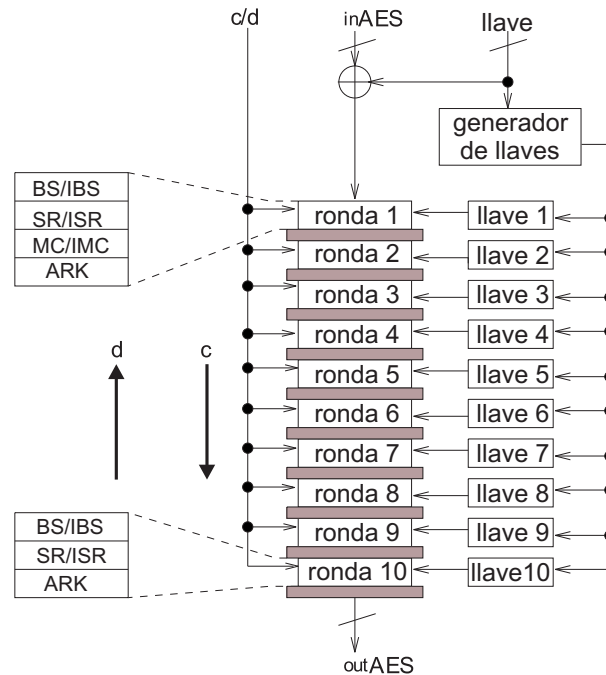 c/d
inAES
llave
generador
de llaves
BS/IBS
SR/ISR
MC/IMC
ARK
ronda 1
llave 1
ronda 2
llave 2
ronda 3
llave 3
ronda 4
llave 4
d
c
ronda 5
llave 5
ronda 6
llave 6
ronda 7
llave 7
ronda 8
llave 8
BS/IBS
SR/ISR
ARK
ronda 9
llave 9
ronda 10
llave10
outAES